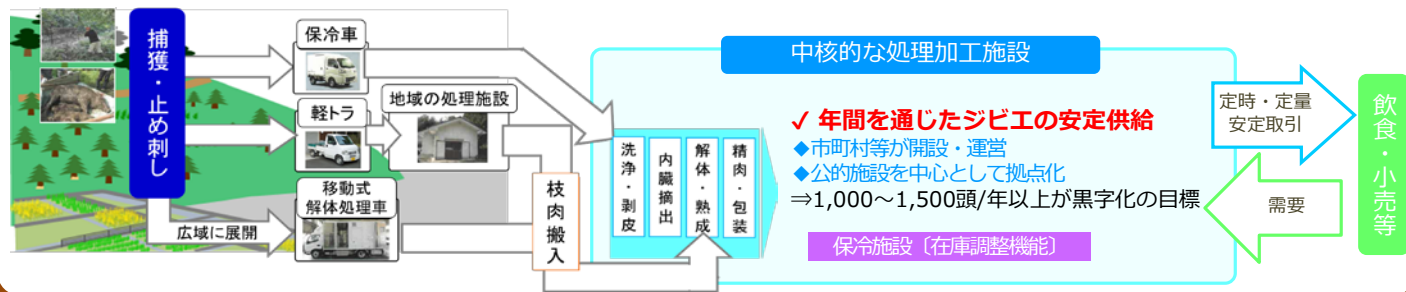 捕獲・止め刺し
保冷車
軽トラ
地域の処理施設
移動式
解体処理車
広域に展開
枝肉搬入
洗浄・剥皮
内臓摘出
解体・熟成
精肉・包装
中核的な処理加工施設
✓ 年間を通じたジビエの安定供給
◆市町村等が開設・運営
◆公的施設を中心として拠点化
⇒1,000～1,500頭/年以上が黒字化の目標
保冷施設〔在庫調整機能〕
定時・定量
安定取引
需要
飲食・小売等